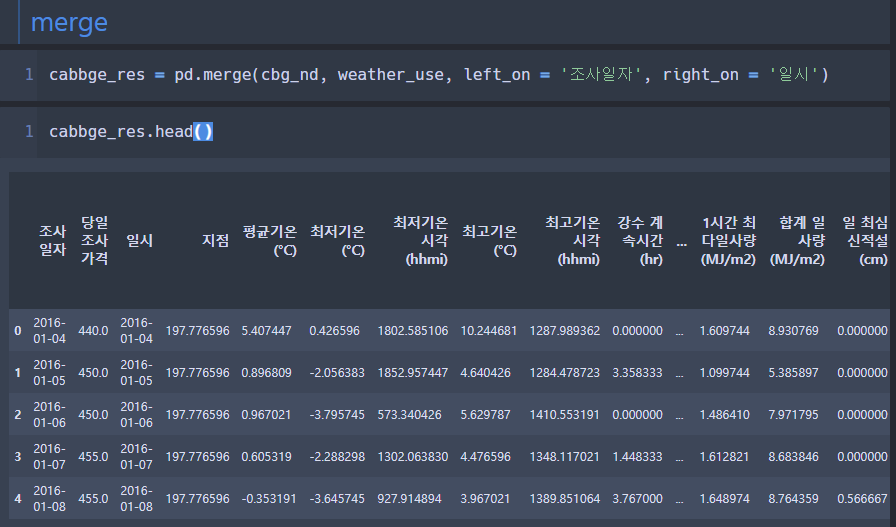 merge
1 cabbge_res = pd.merge(cbg_nd, weather_use, left_on = '조사일자', right_on = '일시')
1 cabbge_res.head()
조사일자 당일조사가격 일시 지점 평균기온(°C) 최저기온(°C) 최저기온시각(hhmi) 최고기온(°C) 최고기온시각(hhmi) 강수 계속시간(hr) ... 1시간 최다일사량(MJ/m2) 합계 일사량(MJ/m2) 일 최심신적설(cm)
0 2016-01-04 440.0 2016-01-04 197.776596 5.407447 0.426596 1802.585106 10.244681 1287.989362 0.000000 ... 1.609744 8.930769 0.000000
1 2016-01-05 450.0 2016-01-05 197.776596 0.896809 -2.056383 1852.957447 4.640426 1284.478723 3.358333 ... 1.099744 5.385897 0.000000
2 2016-01-06 450.0 2016-01-06 197.776596 0.967021 -3.795745 573.340426 5.629787 1410.553191 0.000000 ... 1.486410 7.971795 0.000000
3 2016-01-07 455.0 2016-01-07 197.776596 0.605319 -2.288298 1302.063830 4.476596 1348.117021 1.448333 ... 1.612821 8.683846 0.000000
4 2016-01-08 455.0 2016-01-08 197.776596 -0.353191 -3.645745 927.914894 3.967021 1389.851064 3.767000 ... 1.648974 8.764359 0.566667